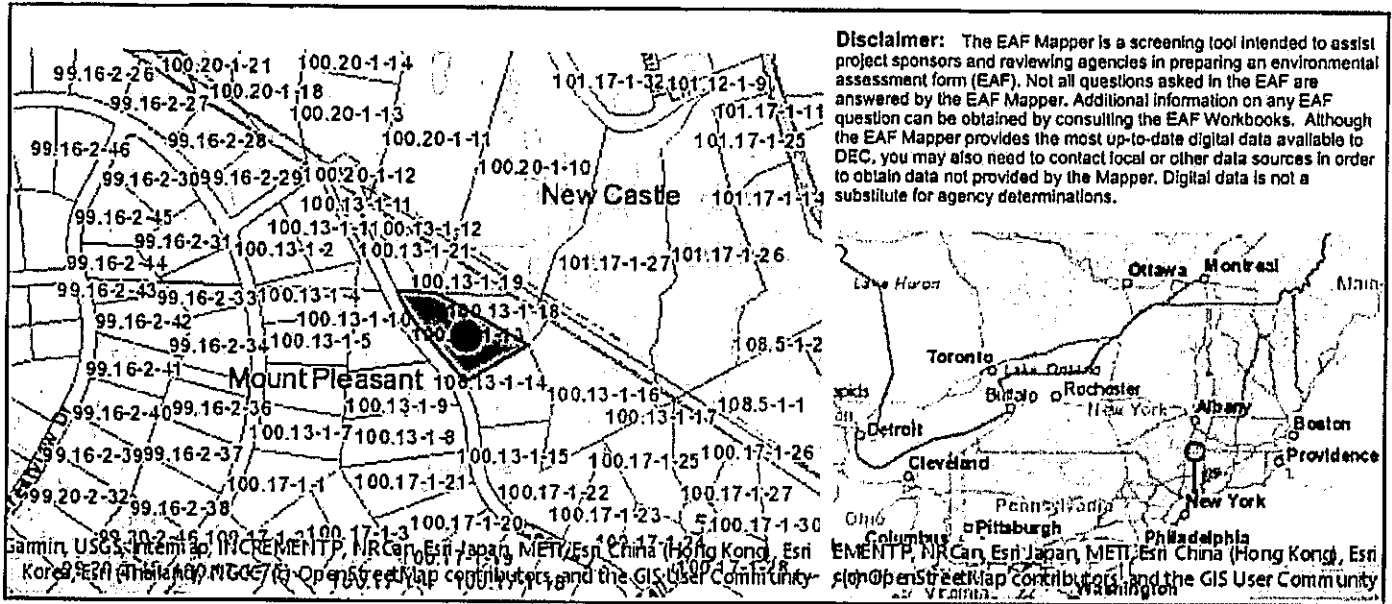 Disclaimer: The EAF Mapper is a screening tool intended to assist
project sponsors and reviewing agencies in preparing an environmental
assessment form (EAF). Not all questions asked in the EAF are
answered by the EAF Mapper. Additional information on any EAF
question can be obtained by consulting the EAF Workbooks. Although
the EAF Mapper provides the most up-to-date digital data available to
DEC, you may also need to contact local or other data sources in order
to obtain data not provided by the Mapper. Digital data is not a
substitute for agency determinations.
99.16-2-26 100.20-1-21 100.20-1-14 101.17-1-32 101.12-1-9
99.16-2-27 100.20-1-18 101.17-1-11
100.20-1-13
99.16-2-28 100.20-1-11 101.17-1-25
99.16-2-46
99.16-2-30 99.16-2-29 100.20-1-12 100.20-1-10
New Castle
100.13-1-11 101.17-1-14
99.16-2-45
99.16-2-31 100.13-1-1 100.13-1-12
99.16-2-44 100.13-1-2 100.13-1-21 101.17-1-27 101.17-1-26
99.16-2-43 99.16-2-33 100.13-1-4 100.13-1-19
99.16-2-42 100.13-1-10 100.13-1-18
99.16-2-34 100.13-1-5 108.5-1-2
99.16-2-41 Mount Pleasant 100.13-1-14
99.16-2-40 99.16-2-36 100.13-1-9 100.13-1-16 108.5-1-1
100.13-1-17
99.16-2-39 99.16-2-37 100.13-1-7 100.13-1-8
100.13-1-15 100.17-1-25 100.17-1-26
99.20-2-32 99.16-2-38 100.17-1-1 100.17-1-21 100.17-1-22 100.17-1-27
100.17-1-20 100.17-1-23 100.17-1-30
100.17-1-3
Garmin, USGS, Intermap, INCREMENT P, NRCan, Esri Japan, METI, Esri China (Hong Kong), Esri
Korea, Esri (Thailand), NGCC, (c) OpenStreetMap contributors, and the GIS User Community
Ottawa Montreal
Lake Huron Main
Toronto
Lake Ontario
Buffalo Rochester
New York Albany
Detroit Boston
Cleveland Providence
Pennsylvania New York
Ohio Pittsburgh
Columbus Philadelphia
EMENT P, NRCan, Esri Japan, METI, Esri China (Hong Kong), Esri
OpenStreetMap contributors, and the GIS User Community
Virginia Washington